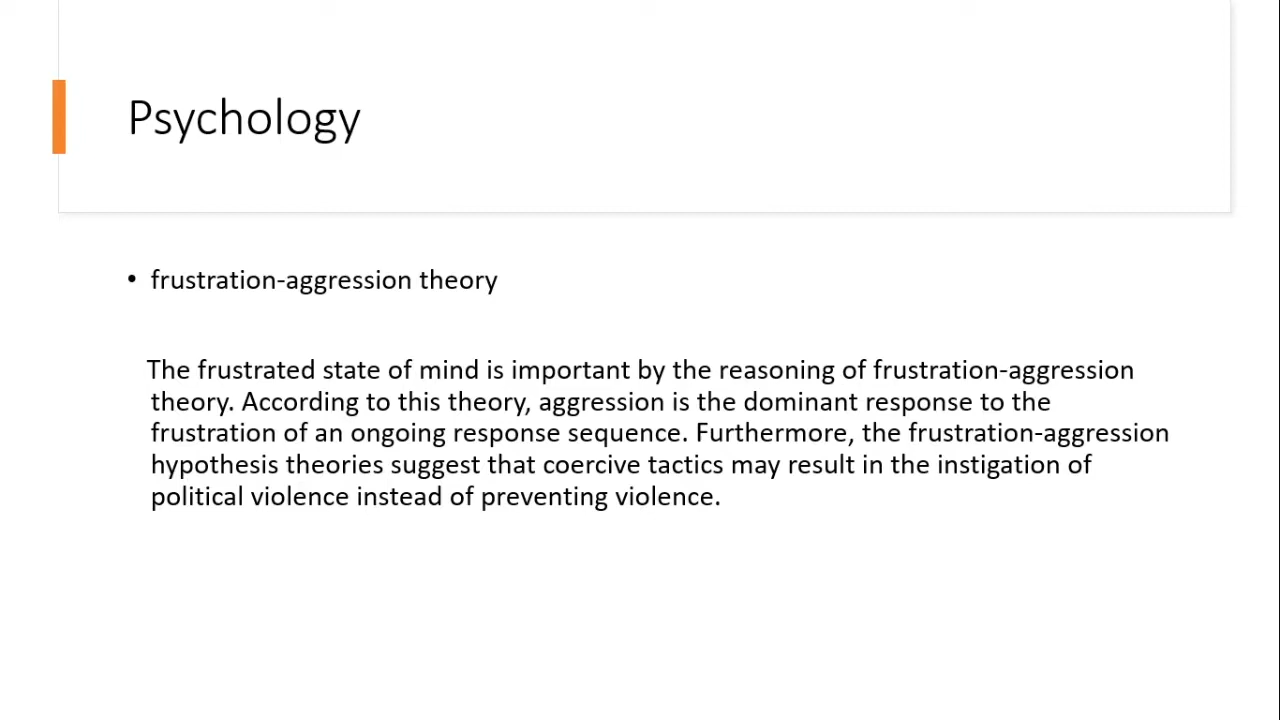 Psychology
• frustration-aggression theory
The frustrated state of mind is important by the reasoning of frustration-aggression
theory. According to this theory, aggression is the dominant response to the
frustration of an ongoing response sequence. Furthermore, the frustration-aggression
hypothesis theories suggest that coercive tactics may result in the instigation of
political violence instead of preventing violence.